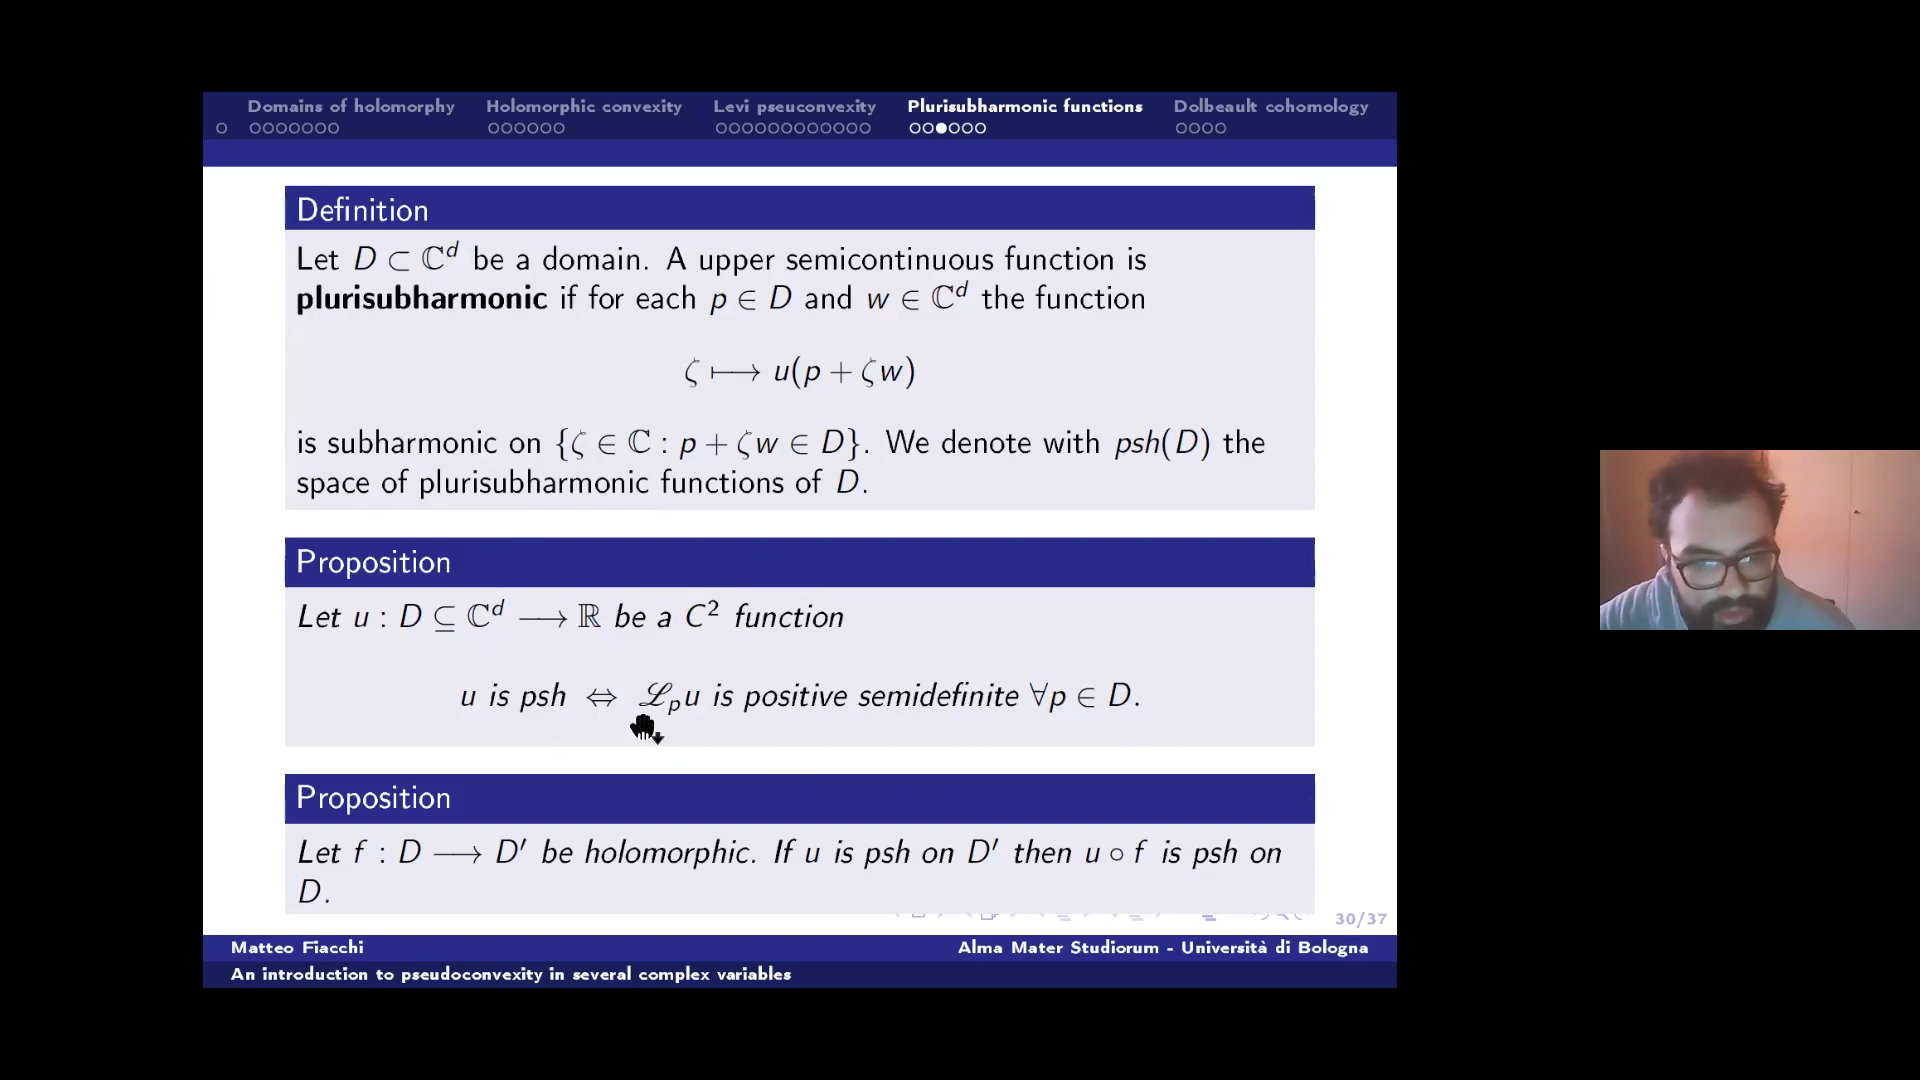 Domains of holomorphy Holomorphic convexity Levi pseuconvexity Plurisubharmonic functions Dolbeault cohomology
Definition
Let D ⊂ ℂ^d be a domain. A upper semicontinuous function is
plurisubharmonic if for each p ∈ D and w ∈ ℂ^d the function
ζ ⟼ u(p + ζw)
is subharmonic on {ζ ∈ ℂ : p + ζw ∈ D}. We denote with psh(D) the
space of plurisubharmonic functions of D.
Proposition
Let u : D ⊆ ℂ^d ⟶ ℝ be a C² function
u is psh ⇔ ℒ_p u is positive semidefinite ∀p ∈ D.
Proposition
Let f : D ⟶ D′ be holomorphic. If u is psh on D′ then u ∘ f is psh on
D.
30/37
Matteo Fiacchi Alma Mater Studiorum - Università di Bologna
An introduction to pseudoconvexity in several complex variables